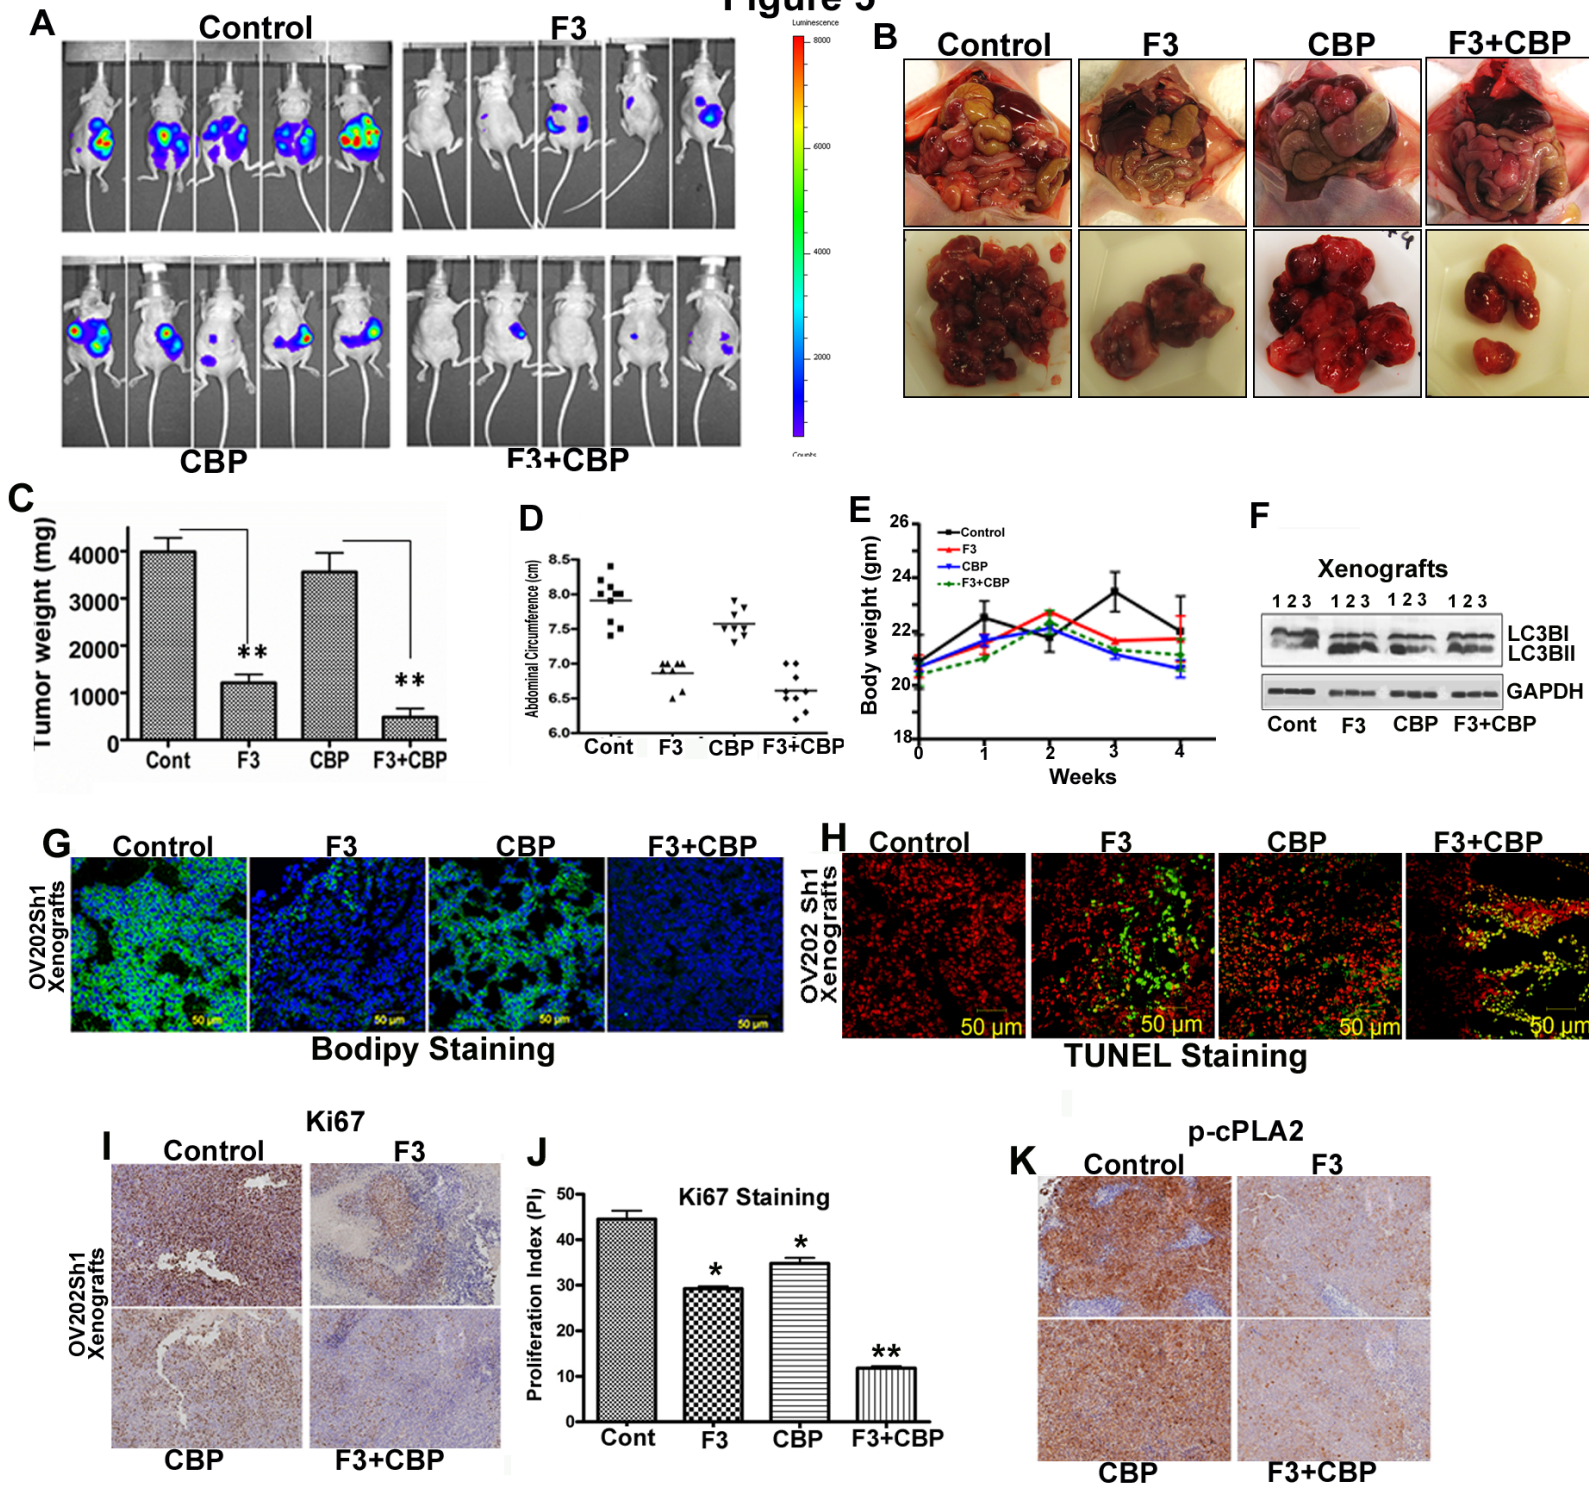 Figure 5
A
Control
F3
Luminescence
8000
6000
4000
2000
Counts
CBP
F3+CBP
B
Control
F3
CBP
F3+CBP
C
Tumor weight (mg)
4000
3000
2000
1000
0
**
**
Cont
F3
CBP
F3+CBP
D
Abdominal Circumference (cm)
8.5
8.0
7.5
7.0
6.5
6.0
Cont
F3
CBP
F3+CBP
E
Body weight (gm)
26
24
22
20
18
Control
F3
CBP
F3+CBP
0
1
2
3
4
Weeks
F
Xenografts
1 2 3
1 2 3
1 2 3
1 2 3
LC3BI
LC3BII
GAPDH
Cont
F3
CBP
F3+CBP
G
Control
F3
CBP
F3+CBP
OV202Sh1
Xenografts
50 µm
50 µm
50 µm
50 µm
Bodipy Staining
H
Control
F3
CBP
F3+CBP
OV202 Sh1
Xenografts
50 µm
50 µm
50 µm
50 µm
TUNEL Staining
Ki67
I
Control
F3
OV202Sh1
Xenografts
CBP
F3+CBP
J
Ki67 Staining
Proliferation Index (PI)
50
40
30
20
10
0
*
*
**
Cont
F3
CBP
F3+CBP
p-cPLA2
K
Control
F3
CBP
F3+CBP